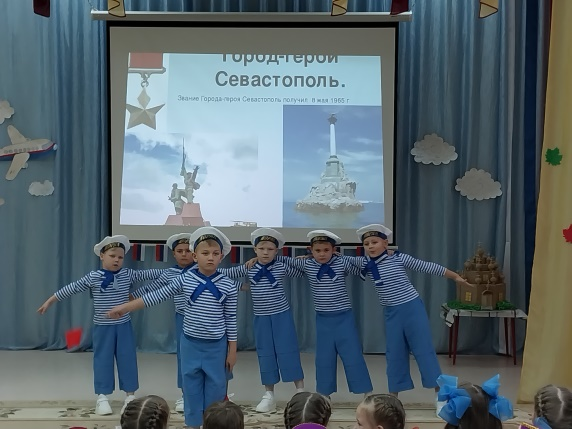 Город-герой
Севастополь.
Звание Города-героя Севастополь получил: 8 мая 1965 г